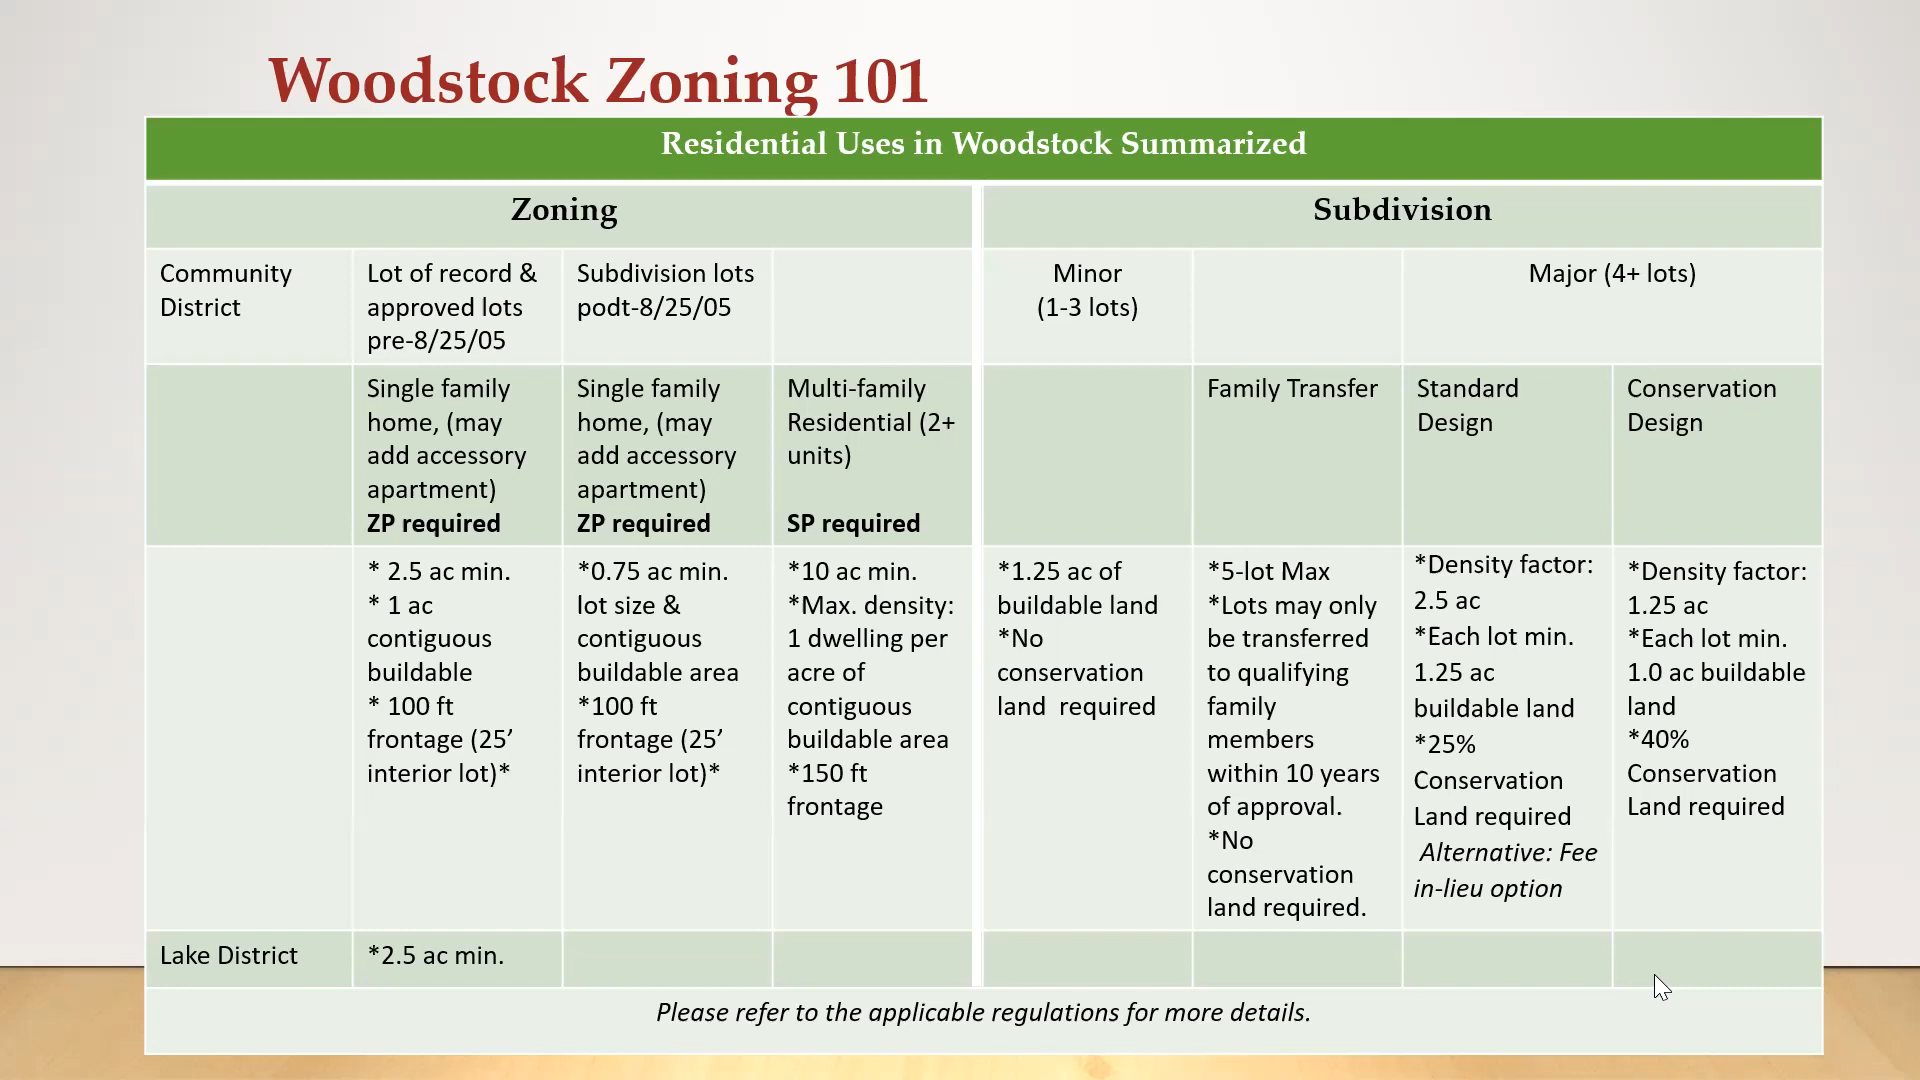 Woodstock Zoning 101
Residential Uses in Woodstock Summarized
Zoning
Subdivision
Community
District
Lot of record &
approved lots
pre-8/25/05
Subdivision lots
podt-8/25/05
Minor
(1-3 lots)
Major (4+ lots)
Single family
home, (may
add accessory
apartment)
ZP required
Single family
home, (may
add accessory
apartment)
ZP required
Multi-family
Residential (2+
units)
SP required
Family Transfer
Standard
Design
Conservation
Design
* 2.5 ac min.
* 1 ac
contiguous
buildable
* 100 ft
frontage (25’
interior lot)*
*0.75 ac min.
lot size &
contiguous
buildable area
*100 ft
frontage (25’
interior lot)*
*10 ac min.
*Max. density:
1 dwelling per
acre of
contiguous
buildable area
*150 ft
frontage
*1.25 ac of
buildable land
*No
conservation
land  required
*5-lot Max
*Lots may only
be transferred
to qualifying
family
members
within 10 years
of approval.
*No
conservation
land required.
*Density factor:
2.5 ac
*Each lot min.
1.25 ac
buildable land
*25%
Conservation
Land required
Alternative: Fee
in-lieu option
*Density factor:
1.25 ac
*Each lot min.
1.0 ac buildable
land
*40%
Conservation
Land required
Lake District
*2.5 ac min.
Please refer to the applicable regulations for more details.